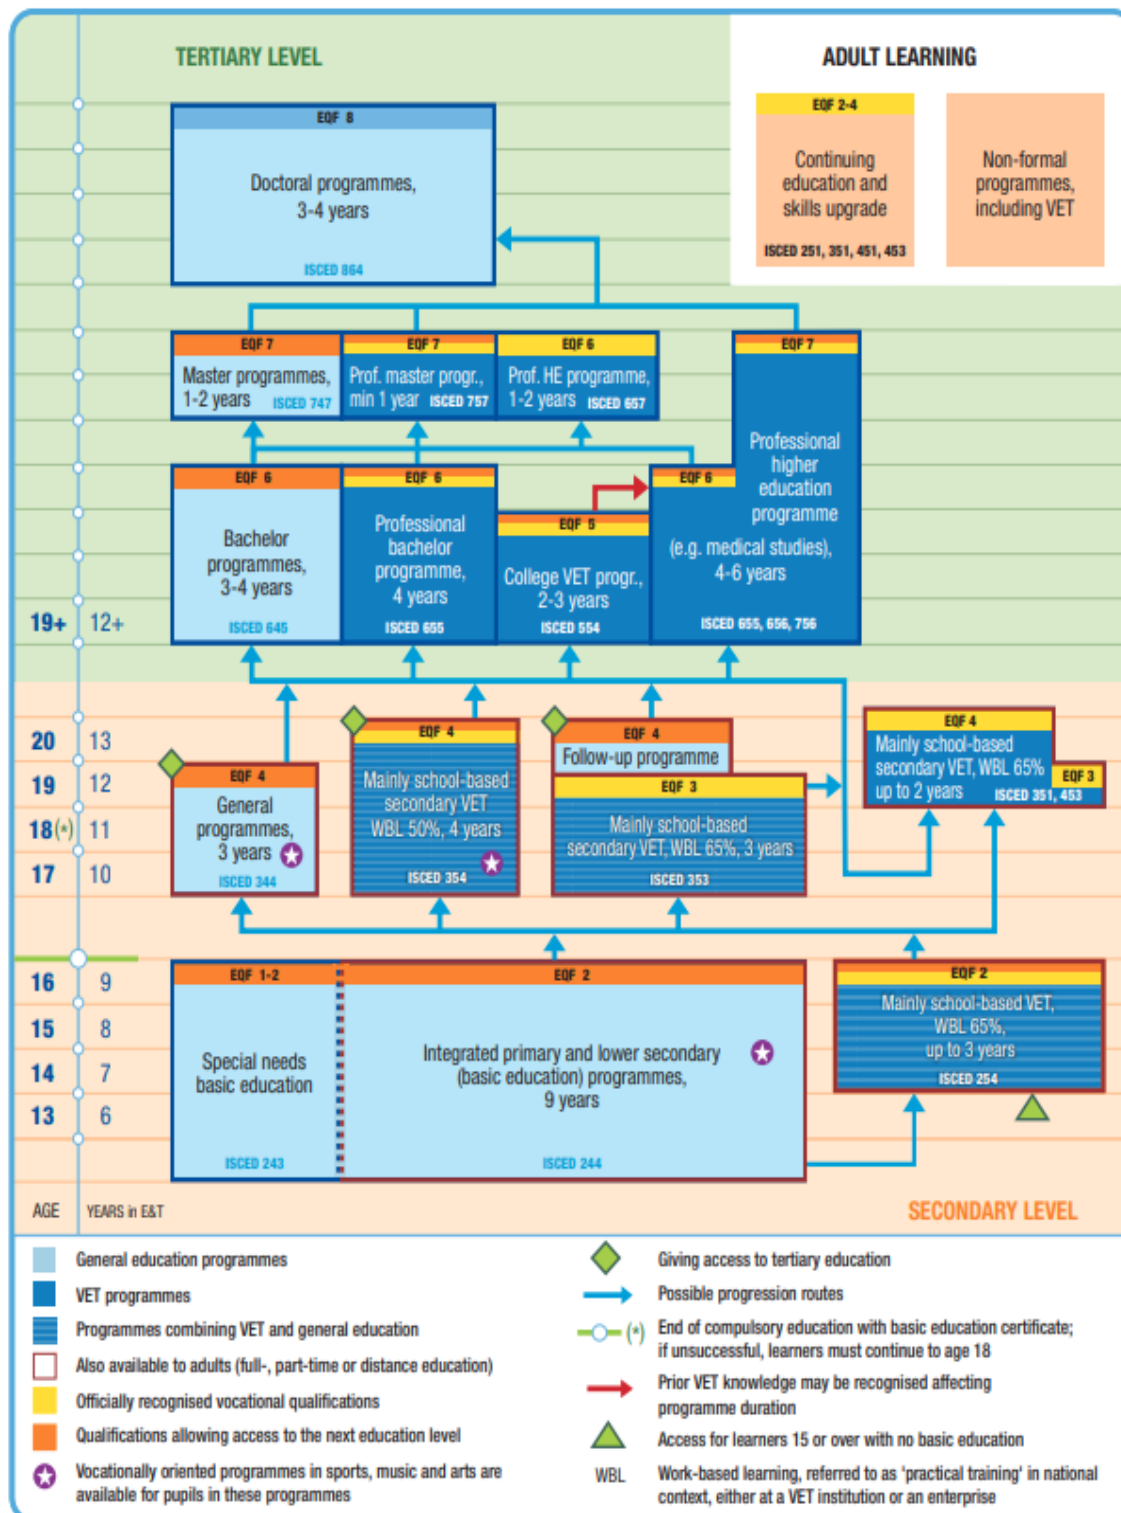 TERTIARY LEVEL
ADULT LEARNING
EQF 2-4
Continuing
education and
skills upgrade
ISCED 251, 351, 451, 453
Non-formal
programmes,
including VET
EQF 8
Doctoral programmes,
3-4 years
ISCED 864
EQF 7
Master programmes,
1-2 years ISCED 747
EQF 7
Prof. master progr.,
min 1 year ISCED 757
EQF 6
Prof. HE programme,
1-2 years ISCED 657
EQF 7
Professional
higher
education
programme
EQF 6
(e.g. medical studies),
4-6 years
ISCED 655, 656, 756
EQF 6
Bachelor
programmes,
3-4 years
ISCED 645
EQF 6
Professional
bachelor
programme,
4 years
ISCED 655
EQF 5
College VET progr.,
2-3 years
ISCED 554
19+ 12+
20 13
19 12
18(*) 11
17 10
EQF 4
General
programmes,
3 years
ISCED 344
EQF 4
Mainly school-based
secondary VET
WBL 50%, 4 years
ISCED 354
EQF 4
Follow-up programme
EQF 3
Mainly school-based
secondary VET, WBL 65%, 3 years
ISCED 353
EQF 4
Mainly school-based
secondary VET, WBL 65%
up to 2 years ISCED 351, 453
EQF 3
16 9
15 8
14 7
13 6
EQF 1-2
Special needs
basic education
ISCED 243
EQF 2
Integrated primary and lower secondary
(basic education) programmes,
9 years
ISCED 244
EQF 2
Mainly school-based VET,
WBL 65%,
up to 3 years
ISCED 254
AGE YEARS in E&T
SECONDARY LEVEL
General education programmes
VET programmes
Programmes combining VET and general education
Also available to adults (full-, part-time or distance education)
Officially recognised vocational qualifications
Qualifications allowing access to the next education level
Vocationally oriented programmes in sports, music and arts are
available for pupils in these programmes
Giving access to tertiary education
Possible progression routes
(*) End of compulsory education with basic education certificate;
if unsuccessful, learners must continue to age 18
Prior VET knowledge may be recognised affecting
programme duration
Access for learners 15 or over with no basic education
WBL Work-based learning, referred to as 'practical training' in national
context, either at a VET institution or an enterprise